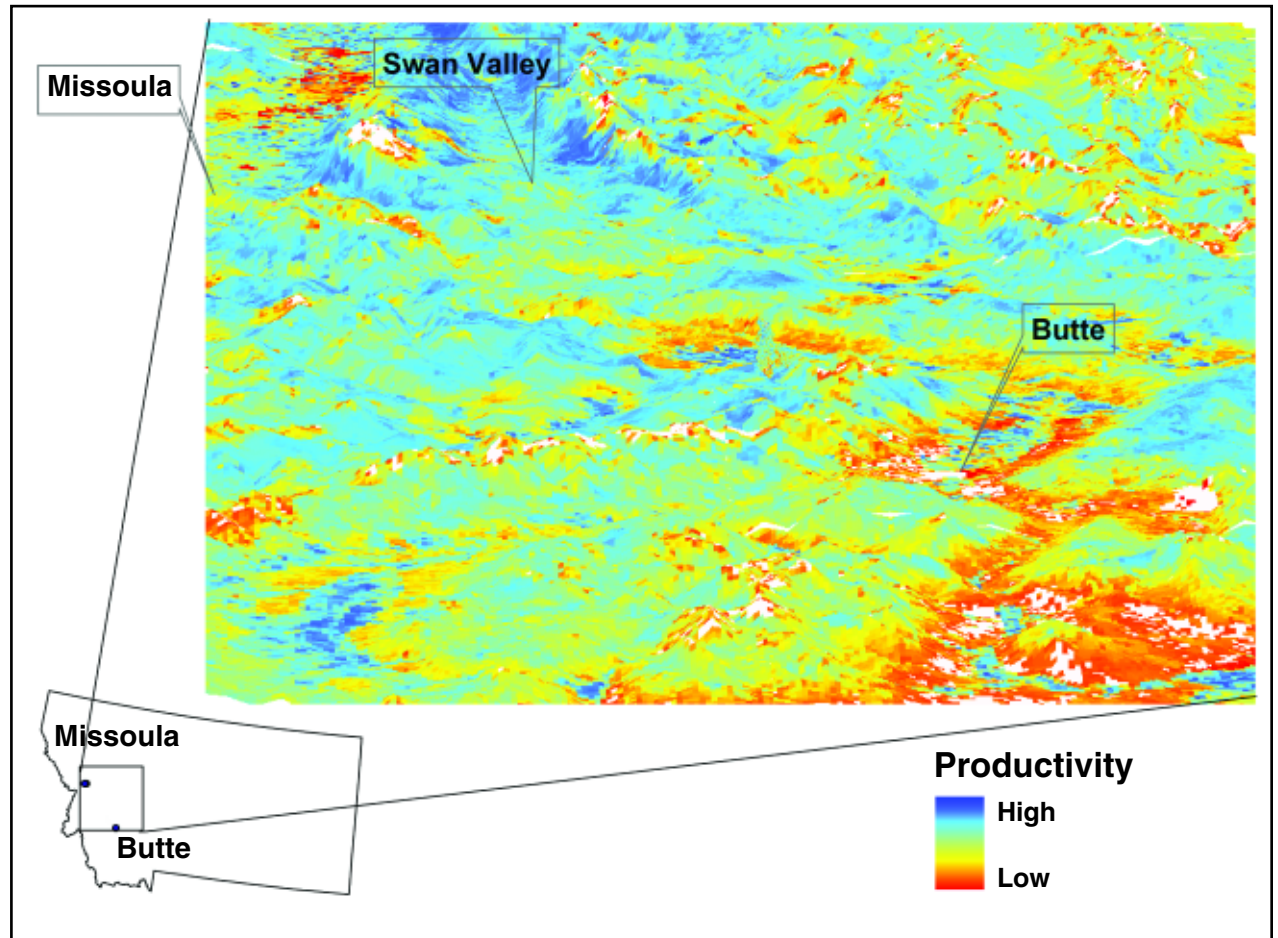 Swan Valley
Missoula
Butte
Missoula
Butte
Productivity
High
Low